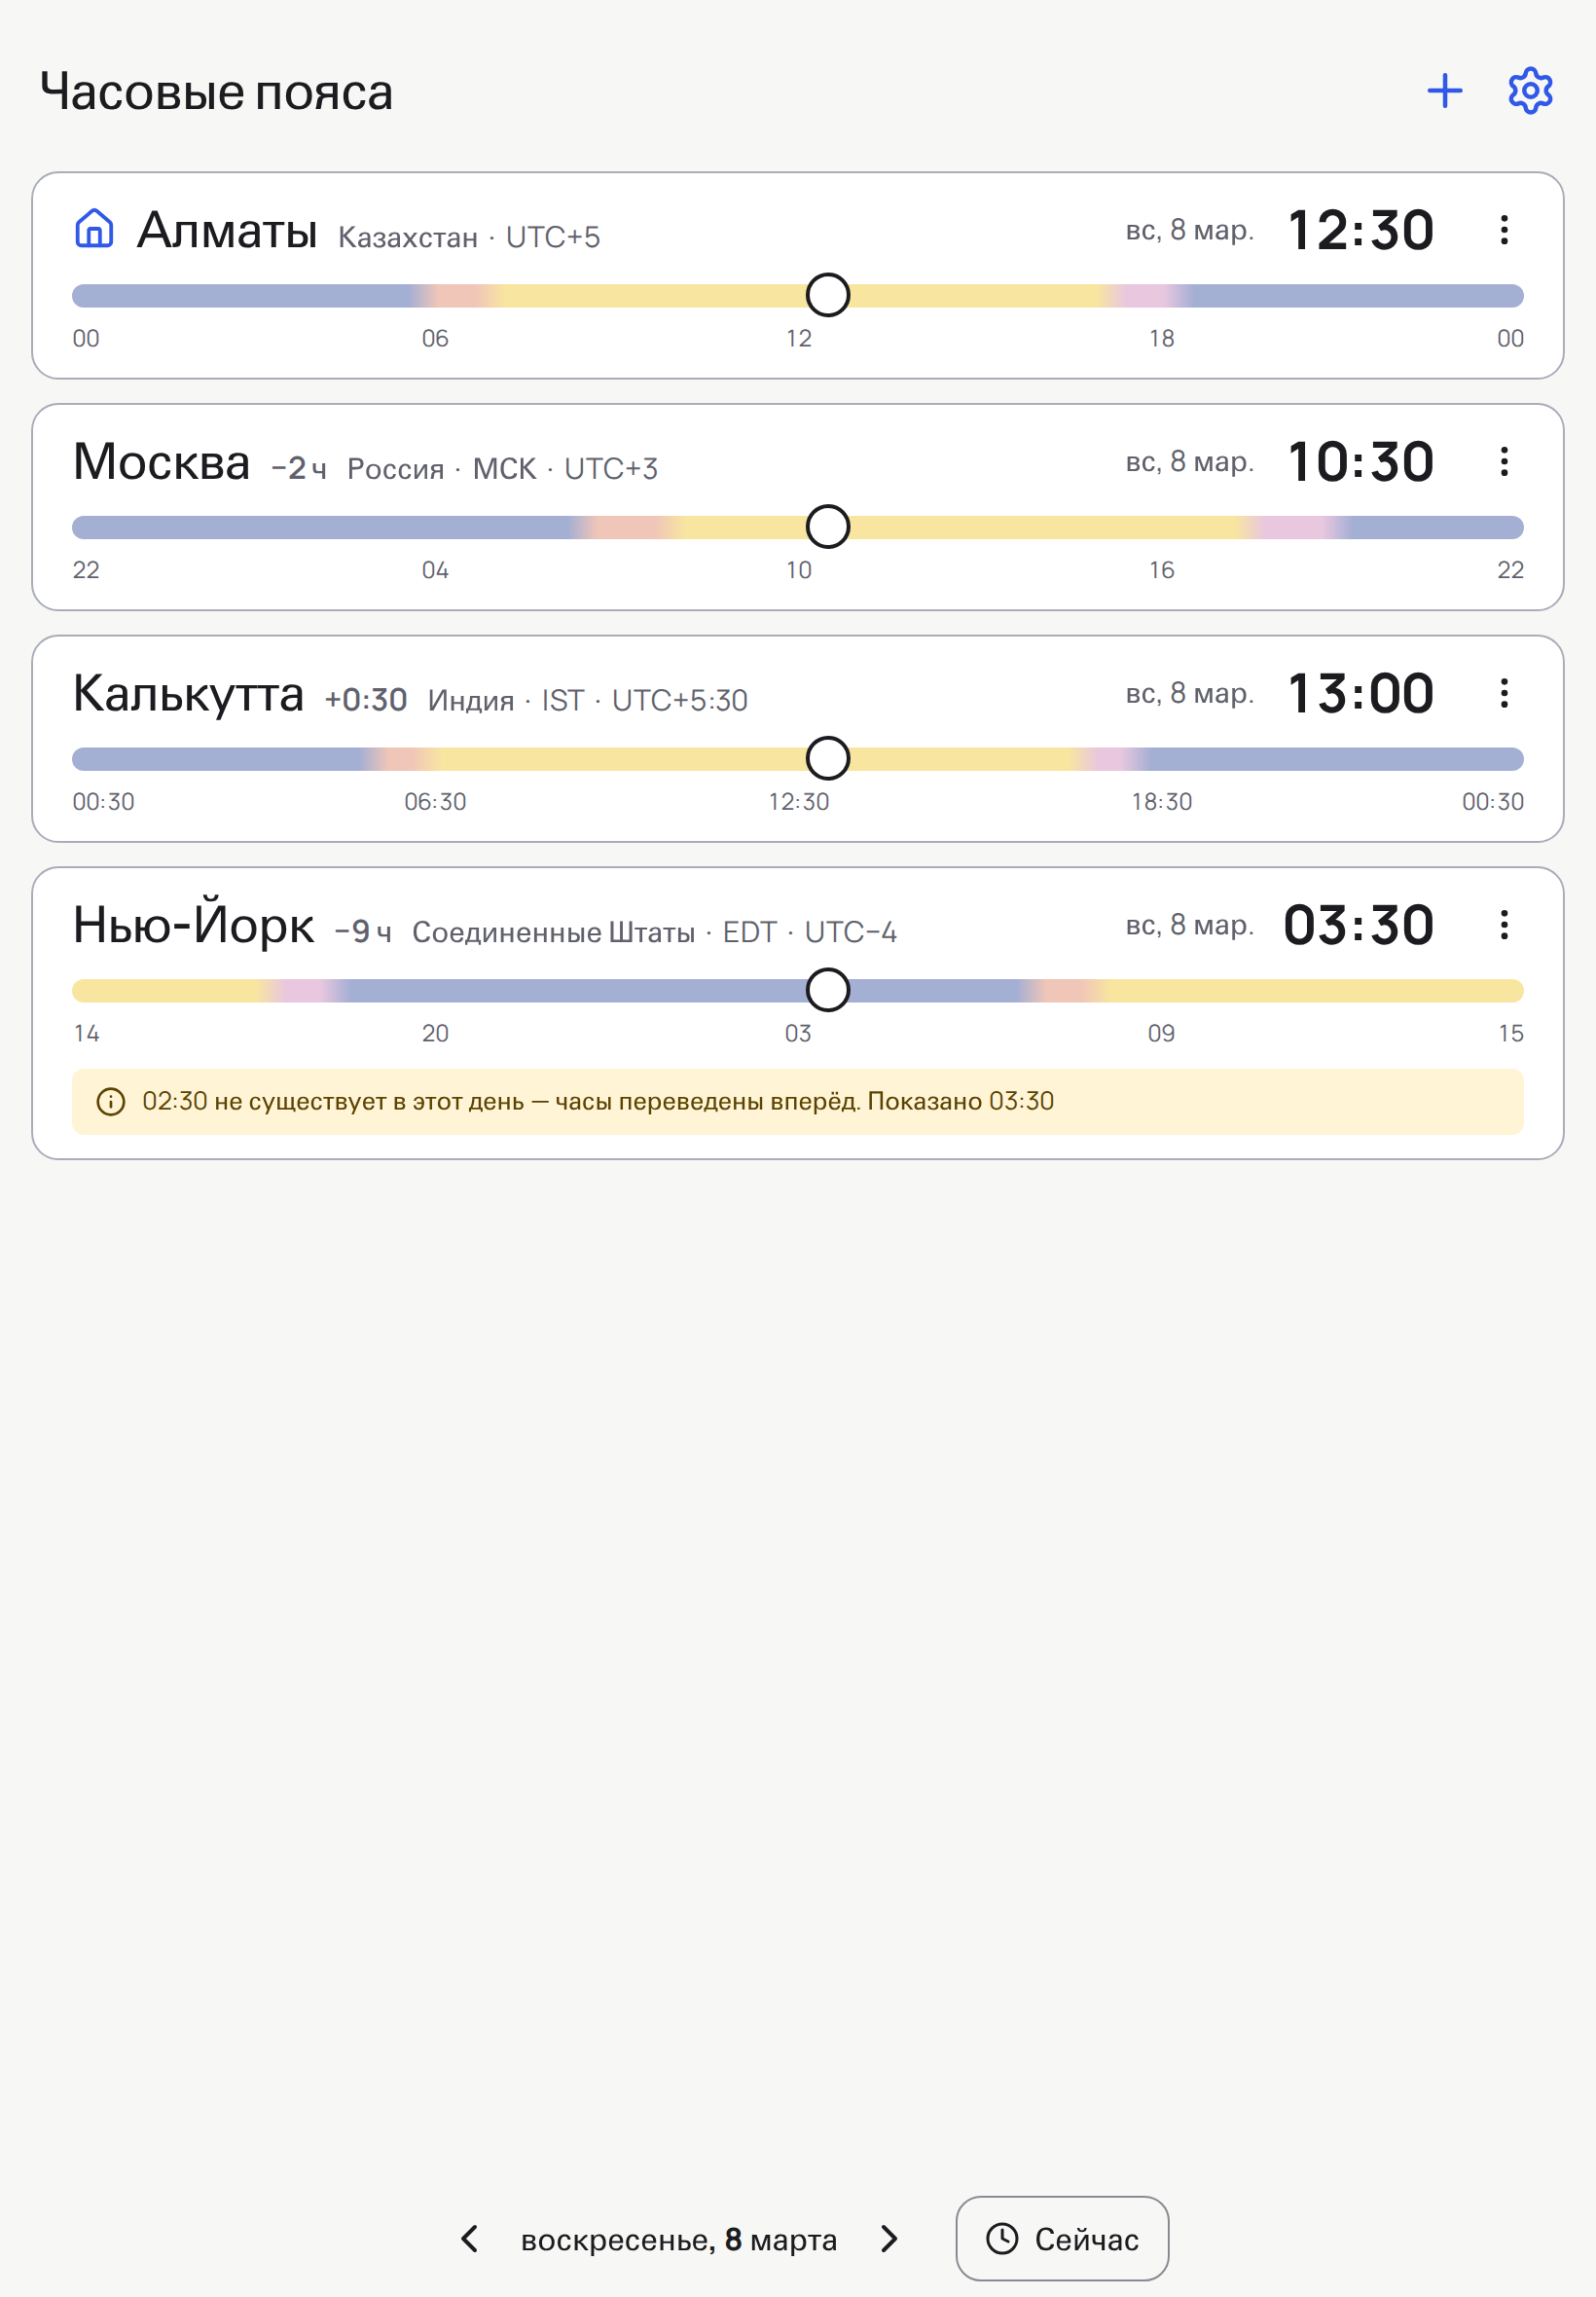 Часовые пояса
Алматы Казахстан · UTC+5 вс, 8 мар. 12:30
00 06 12 18 00
Москва −2 ч Россия · МСК · UTC+3 вс, 8 мар. 10:30
22 04 10 16 22
Калькутта +0:30 Индия · IST · UTC+5:30 вс, 8 мар. 13:00
00:30 06:30 12:30 18:30 00:30
Нью-Йорк −9 ч Соединенные Штаты · EDT · UTC−4 вс, 8 мар. 03:30
14 20 03 09 15
02:30 не существует в этот день — часы переведены вперёд. Показано 03:30
воскресенье, 8 марта Сейчас